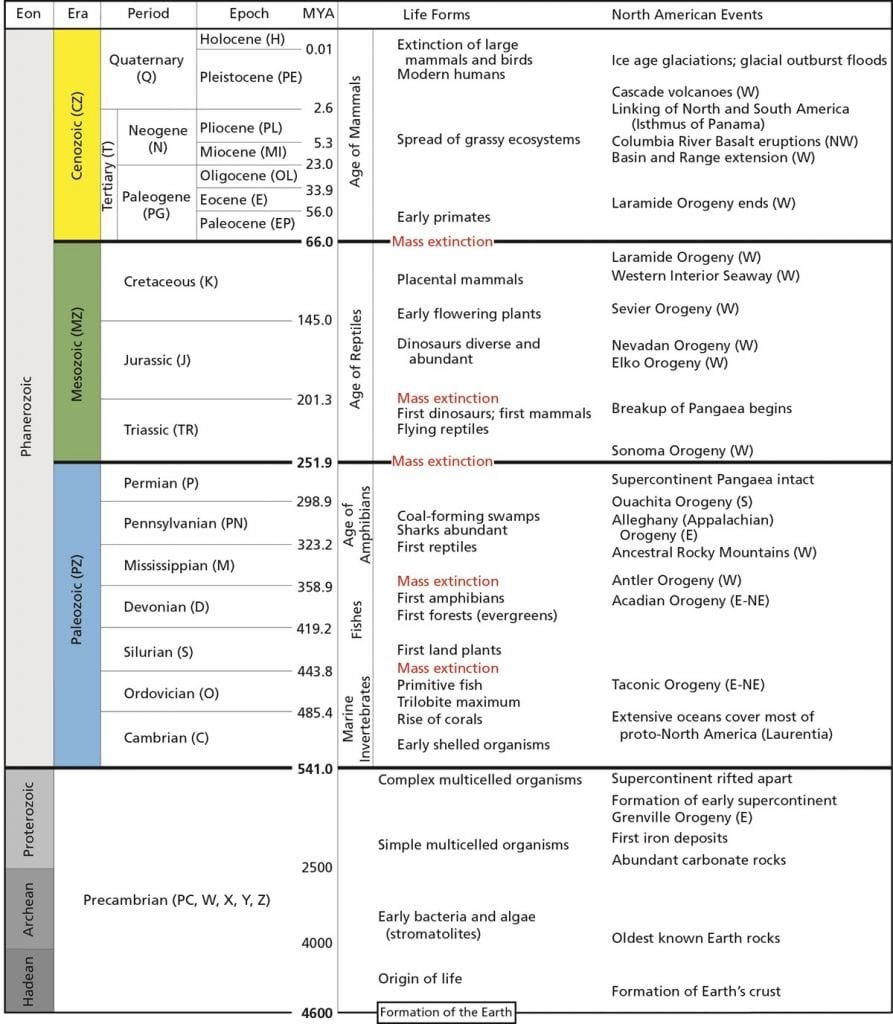 Eon Era Period Epoch MYA Life Forms North American Events
Phanerozoic
Cenozoic (CZ)
Quaternary
(Q)
Tertiary (T)
Neogene
(N)
Paleogene
(PG)
Holocene (H)
0.01
Pleistocene (PE)
2.6
Pliocene (PL)
5.3
Miocene (MI)
23.0
Oligocene (OL)
33.9
Eocene (E)
56.0
Paleocene (EP)
66.0
Age of Mammals
Extinction of large
mammals and birds
Modern humans
Spread of grassy ecosystems
Early primates
Mass extinction
Ice age glaciations; glacial outburst floods
Cascade volcanoes (W)
Linking of North and South America
(Isthmus of Panama)
Columbia River Basalt eruptions (NW)
Basin and Range extension (W)
Laramide Orogeny ends (W)
Mesozoic (MZ)
Cretaceous (K)
145.0
Jurassic (J)
201.3
Triassic (TR)
251.9
Age of Reptiles
Placental mammals
Early flowering plants
Dinosaurs diverse and
abundant
Mass extinction
First dinosaurs; first mammals
Flying reptiles
Mass extinction
Laramide Orogeny (W)
Western Interior Seaway (W)
Sevier Orogeny (W)
Nevadan Orogeny (W)
Elko Orogeny (W)
Breakup of Pangaea begins
Sonoma Orogeny (W)
Paleozoic (PZ)
Permian (P)
298.9
Pennsylvanian (PN)
323.2
Mississippian (M)
358.9
Devonian (D)
419.2
Silurian (S)
443.8
Ordovician (O)
485.4
Cambrian (C)
541.0
Age of
Amphibians
Fishes
Marine
Invertebrates
Coal-forming swamps
Sharks abundant
First reptiles
Mass extinction
First amphibians
First forests (evergreens)
First land plants
Mass extinction
Primitive fish
Trilobite maximum
Rise of corals
Early shelled organisms
Supercontinent Pangaea intact
Ouachita Orogeny (S)
Alleghany (Appalachian)
Orogeny (E)
Ancestral Rocky Mountains (W)
Antler Orogeny (W)
Acadian Orogeny (E-NE)
Taconic Orogeny (E-NE)
Extensive oceans cover most of
proto-North America (Laurentia)
Proterozoic
Archean
Hadean
Precambrian (PC, W, X, Y, Z)
2500
4000
4600
Complex multicelled organisms
Simple multicelled organisms
Early bacteria and algae
(stromatolites)
Origin of life
Formation of the Earth
Supercontinent rifted apart
Formation of early supercontinent
Grenville Orogeny (E)
First iron deposits
Abundant carbonate rocks
Oldest known Earth rocks
Formation of Earth's crust